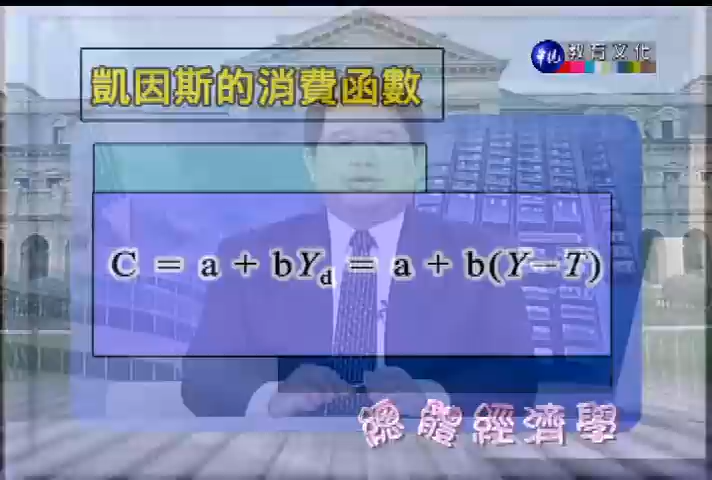 華視 教育文化
凱因斯的消費函數
C = a + bY_d = a + b(Y−T)
總體經濟學